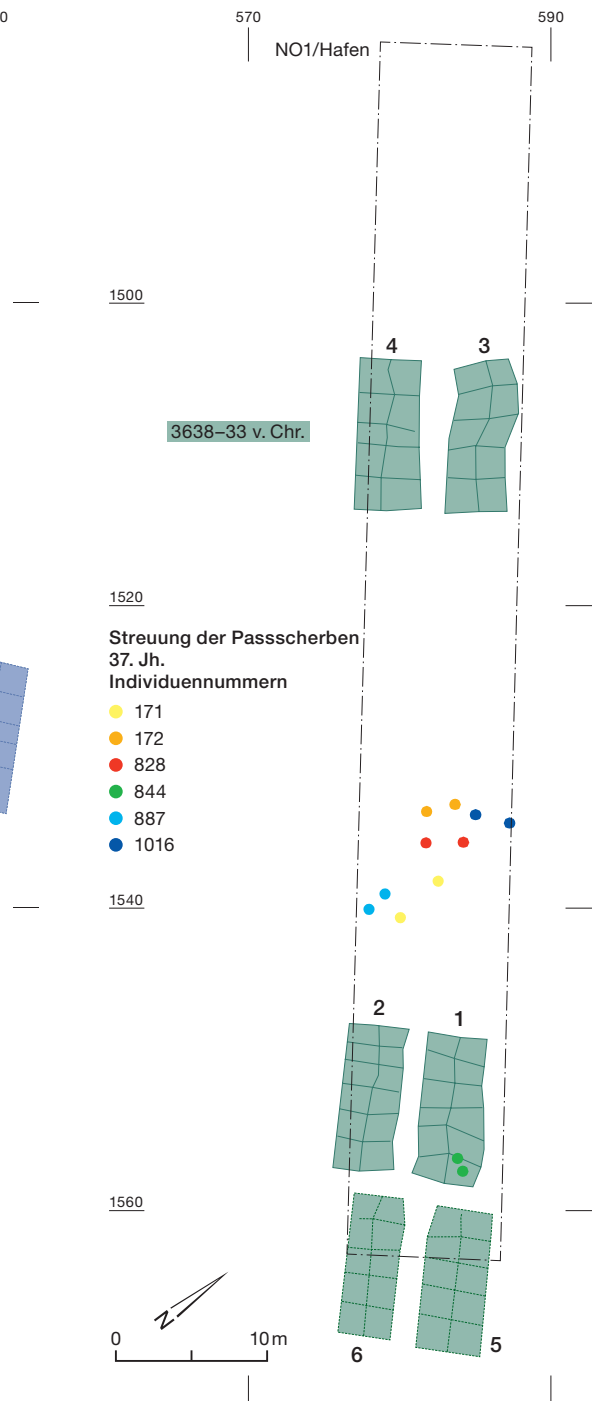 0
570
590
NO1/Hafen
1500
4
3
3638–33 v. Chr.
1520
Streuung der Passscherben
37. Jh.
Individuennummern
171
172
828
844
887
1016
1540
2
1
1560
N
0
10 m
6
5